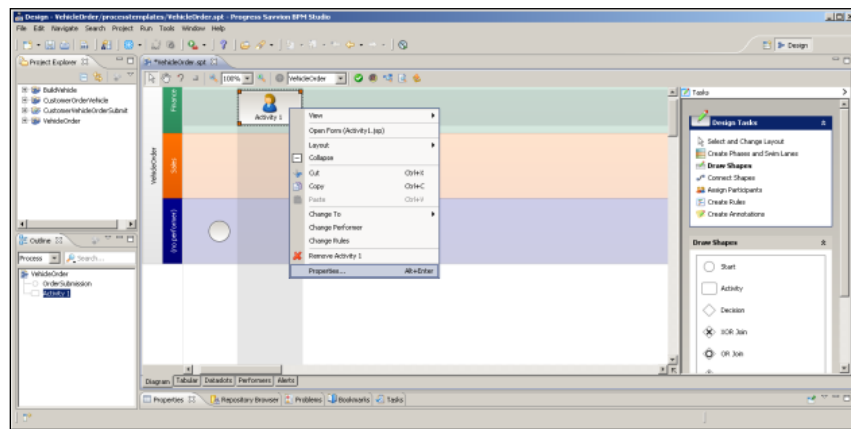 Design - VehicleOrder/processtemplates/VehicleOrder.spt - Progress Savvion BPM Studio
File Edit Navigate Search Project Run Tools Window Help
Design
Project Explorer
*VehicleOrder.spt
100%
VehicleOrder
BuildVehicle
CustomerOrderVehicle
CustomerVehicleOrderSubmit
VehicleOrder
VehicleOrder
Finance
Sales
(no performer)
Activity 1
View
Open Form (Activity1.jsp)
Layout
Collapse
Cut Ctrl+X
Copy Ctrl+C
Paste Ctrl+V
Change To
Change Performer
Change Rules
Remove Activity 1
Properties... Alt+Enter
Tasks
Design Tasks
Select and Change Layout
Create Phases and Swim Lanes
Draw Shapes
Connect Shapes
Assign Participants
Create Rules
Create Annotations
Draw Shapes
Start
Activity
Decision
XOR Join
OR Join
Outline
Process Search...
VehicleOrder
OrderSubmission
Activity 1
Diagram Tabular Datadots Performers Alerts
Properties Repository Browser Problems Bookmarks Tasks